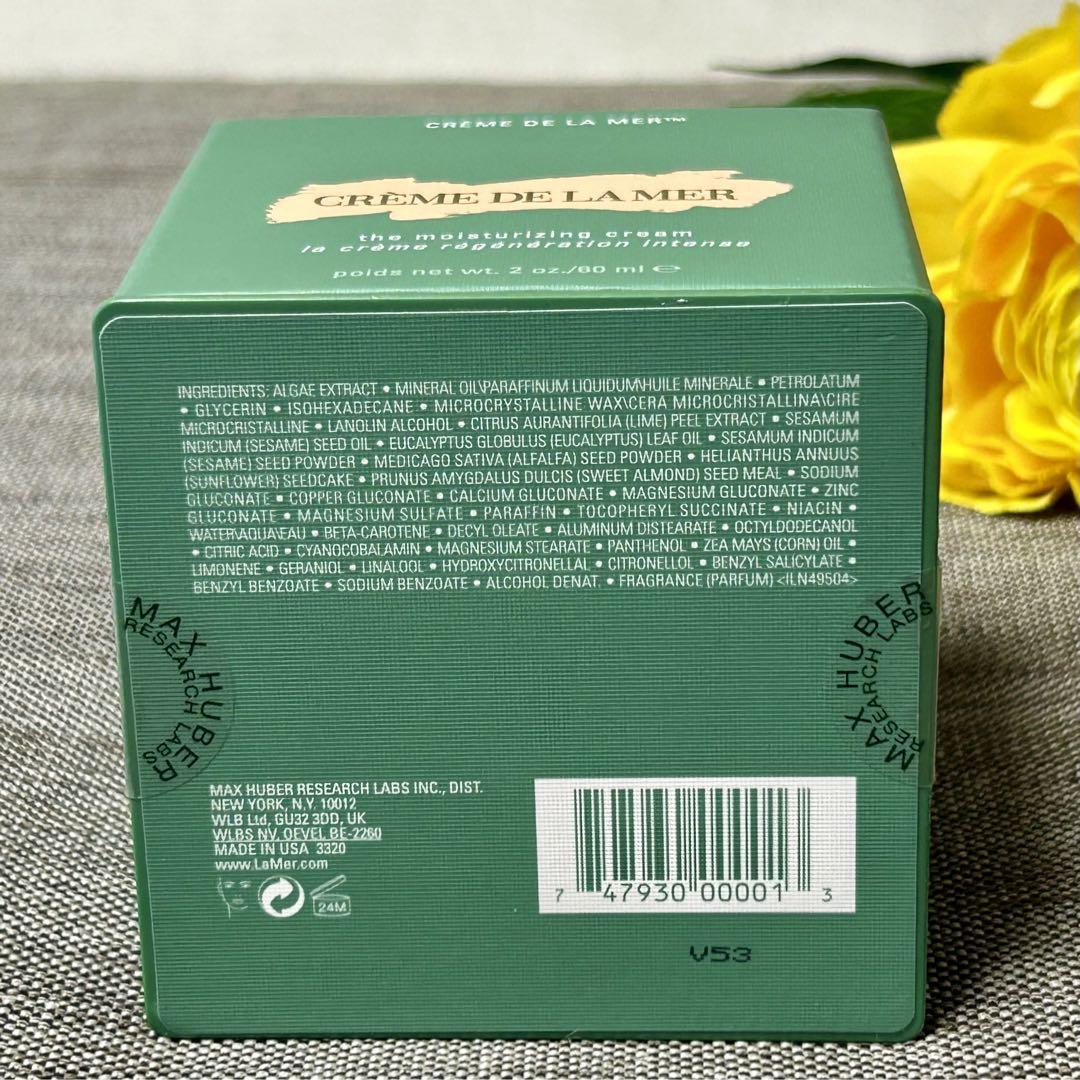 CRÈME DE LA MER™
CRÈME DE LA MER
the moisturizing cream
la crème régénération intense
poids net wt. 2 oz./60 ml ℮
INGREDIENTS: ALGAE EXTRACT • MINERAL OIL\PARAFFINUM LIQUIDUM\HUILE MINERALE • PETROLATUM
• GLYCERIN • ISOHEXADECANE • MICROCRYSTALLINE WAX\CERA MICROCRISTALLINA\CIRE
MICROCRISTALLINE • LANOLIN ALCOHOL • CITRUS AURANTIFOLIA (LIME) PEEL EXTRACT • SESAMUM
INDICUM (SESAME) SEED OIL • EUCALYPTUS GLOBULUS (EUCALYPTUS) LEAF OIL • SESAMUM INDICUM
(SESAME) SEED POWDER • MEDICAGO SATIVA (ALFALFA) SEED POWDER • HELIANTHUS ANNUUS
(SUNFLOWER) SEEDCAKE • PRUNUS AMYGDALUS DULCIS (SWEET ALMOND) SEED MEAL • SODIUM
GLUCONATE • COPPER GLUCONATE • CALCIUM GLUCONATE • MAGNESIUM GLUCONATE • ZINC
GLUCONATE • MAGNESIUM SULFATE • PARAFFIN • TOCOPHERYL SUCCINATE • NIACIN •
WATER\AQUA\EAU • BETA-CAROTENE • DECYL OLEATE • ALUMINUM DISTEARATE • OCTYLDODECANOL
• CITRIC ACID • CYANOCOBALAMIN • MAGNESIUM STEARATE • PANTHENOL • ZEA MAYS (CORN) OIL •
LIMONENE • GERANIOL • LINALOOL • HYDROXYCITRONELLAL • CITRONELLOL • BENZYL SALICYLATE •
BENZYL BENZOATE • SODIUM BENZOATE • ALCOHOL DENAT. • FRAGRANCE (PARFUM) <ILN49504>
MAX HUBER
RESEARCH LABS
MAX HUBER
RESEARCH LABS
MAX HUBER RESEARCH LABS INC., DIST.
NEW YORK, N.Y. 10012
WLB Ltd, GU32 3DD, UK
WLBS NV. OEVEL BE-2260
MADE IN USA 3320
www.LaMer.com
24M
7 47930 00001 3
V53